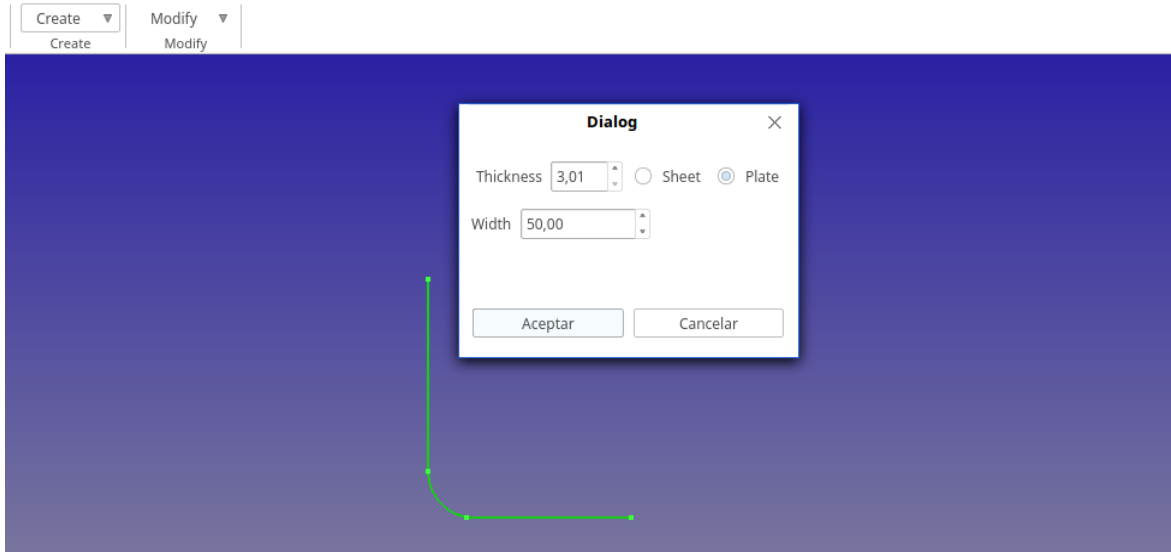 Create Modify
Create Modify
Dialog
Thickness 3,01 Sheet Plate
Width 50,00
Aceptar Cancelar